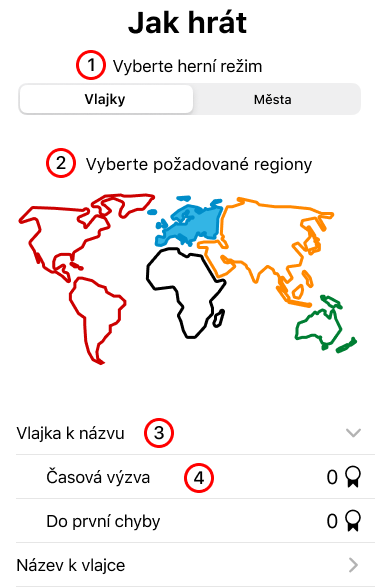 Jak hrát
1 Vyberte herní režim
Vlajky Města
2 Vyberte požadované regiony
Vlajka k názvu 3
Časová výzva 4 0
Do první chyby 0
Název k vlajce